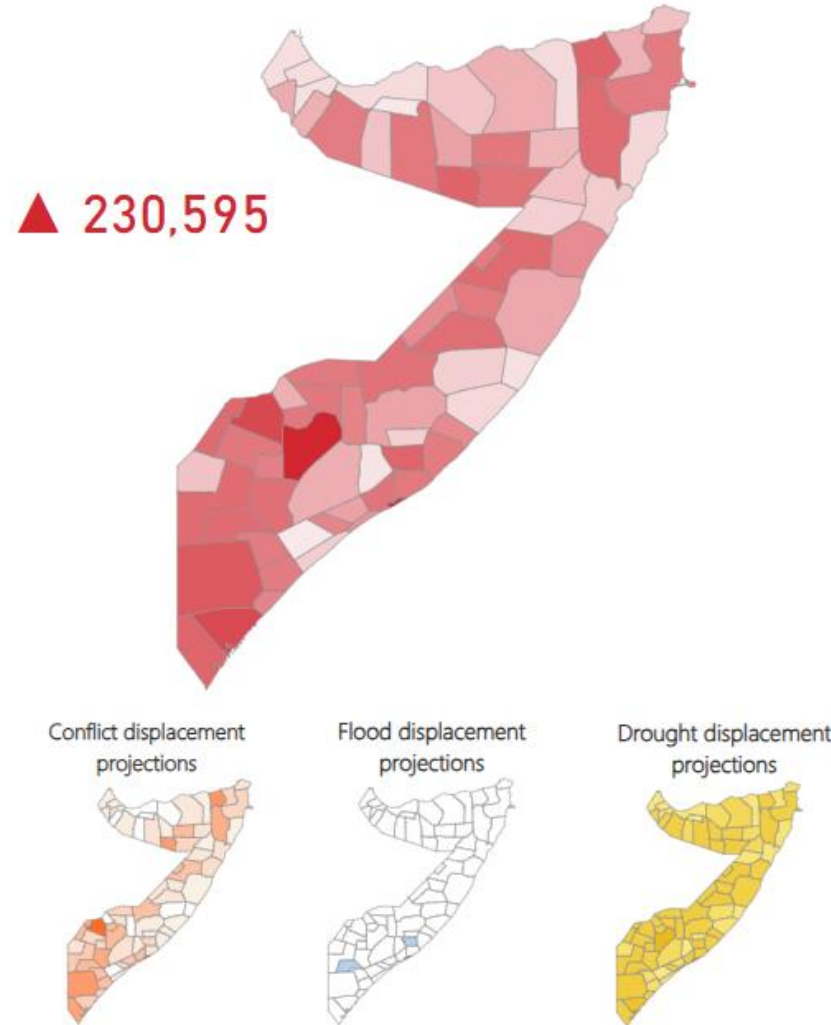 ▲ 230,595
Conflict displacement
projections
Flood displacement
projections
Drought displacement
projections